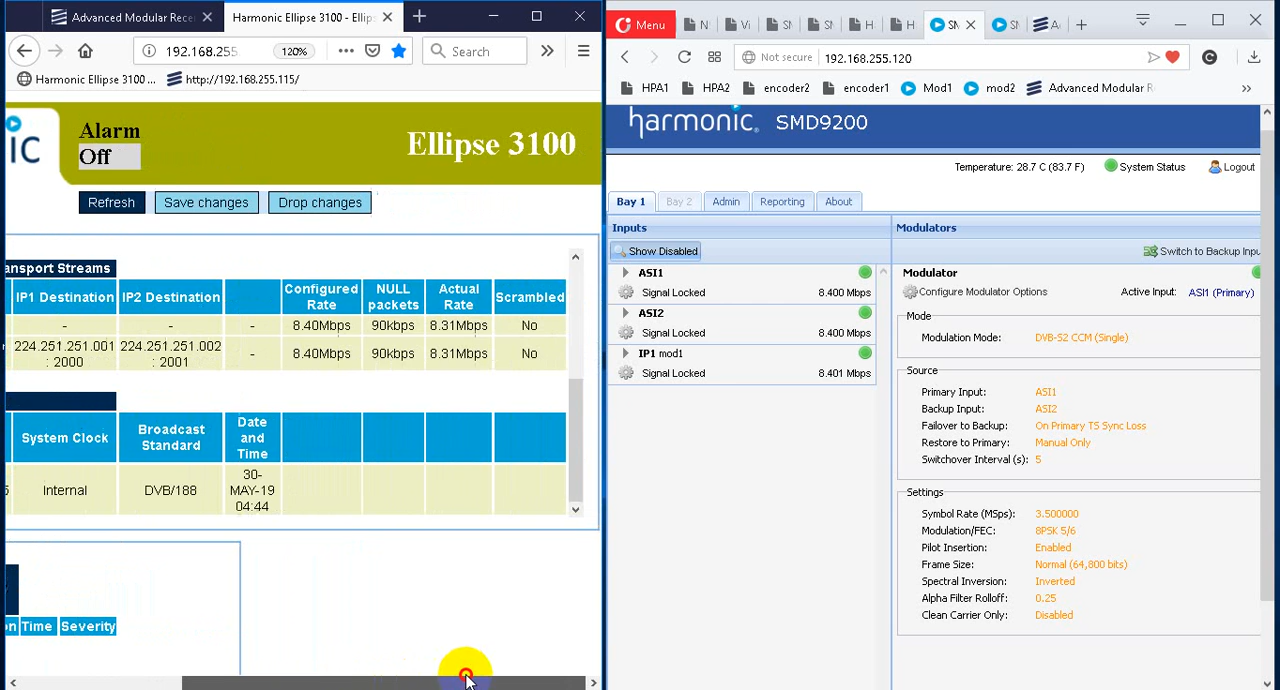 Advanced Modular Rece
Harmonic Ellipse 3100 - Ellips
192.168.255
120%
Search
Harmonic Ellipse 3100 ...
http://192.168.255.115/
ic
Alarm
Off
Ellipse 3100
Refresh
Save changes
Drop changes
ansport Streams
IP1 Destination
IP2 Destination
Configured Rate
NULL packets
Actual Rate
Scrambled
- - - 8.40Mbps 90kbps 8.31Mbps No
224.251.251.001 : 2000
224.251.251.002 : 2001
- 8.40Mbps 90kbps 8.31Mbps No
System Clock
Broadcast Standard
Date and Time
5
Internal
DVB/188
30-MAY-19 04:44
on
Time
Severity
Menu
Vi
192.168.255.120
Not secure
HPA1
HPA2
encoder2
encoder1
Mod1
mod2
Advanced Modular R
harmonic.
SMD9200
Temperature: 28.7 C (83.7 F)
System Status
Logout
Bay 1
Bay 2
Admin
Reporting
About
Inputs
Show Disabled
ASI1
Signal Locked 8.400 Mbps
ASI2
Signal Locked 8.400 Mbps
IP1 mod1
Signal Locked 8.401 Mbps
Modulators
Switch to Backup Inpu
Modulator
Configure Modulator Options
Active Input: ASI1 (Primary)
Mode
Modulation Mode: DVB-S2 CCM (Single)
Source
Primary Input: ASI1
Backup Input: ASI2
Failover to Backup: On Primary TS Sync Loss
Restore to Primary: Manual Only
Switchover Interval (s): 5
Settings
Symbol Rate (MSps): 3.500000
Modulation/FEC: 8PSK 5/6
Pilot Insertion: Enabled
Frame Size: Normal (64,800 bits)
Spectral Inversion: Inverted
Alpha Filter Rolloff: 0.25
Clean Carrier Only: Disabled